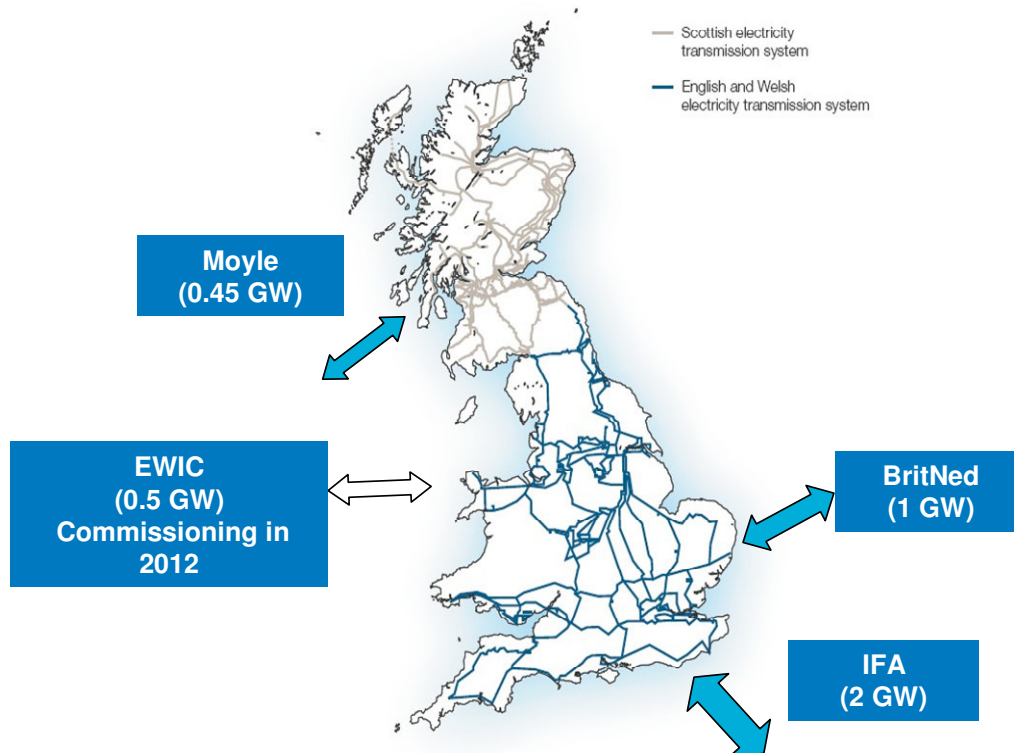 Scottish electricity
transmission system
English and Welsh
electricity transmission system
Moyle
(0.45 GW)
EWIC
(0.5 GW)
Commissioning in
2012
BritNed
(1 GW)
IFA
(2 GW)